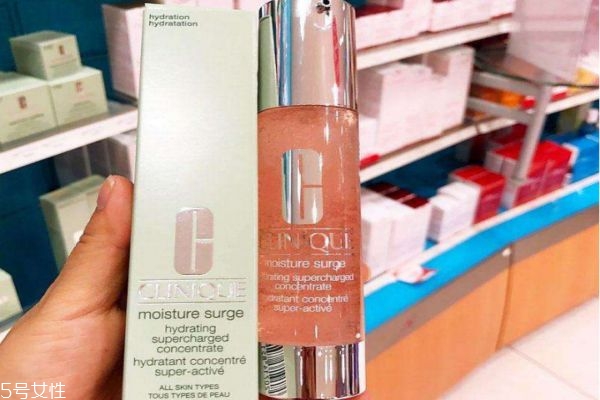 hydration
hydratation
C
CLINIQUE
moisture surge
hydrating
supercharged
concentrate
hydratant concentré
super-activé
ALL SKIN TYPES
TOUS TYPES DE PEAU
C
CLINIQUE
moisture surge
hydrating supercharged
concentrate
hydratant concentré
super-activé
5号女性